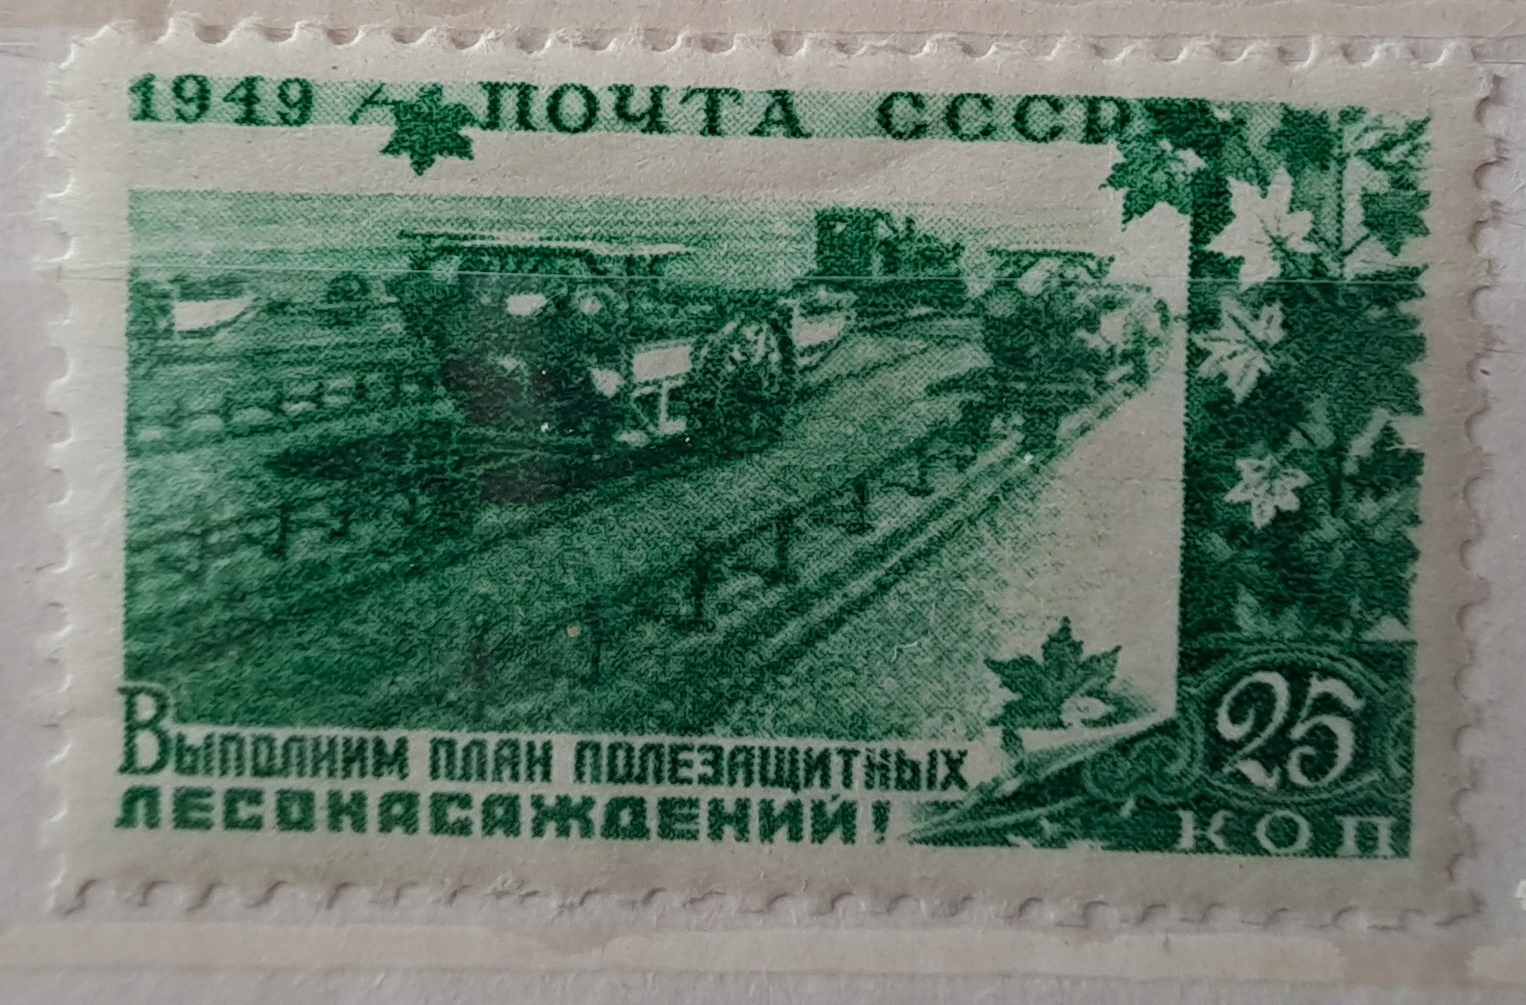 1949 ПОЧТА СССР
Выполним план полезащитных
лесонасаждений!
25
КОП